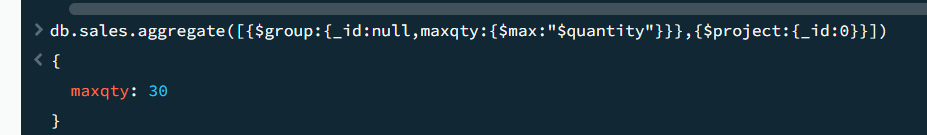 > db.sales.aggregate([{$group:{_id:null,maxqty:{$max:"$quantity"}}},{$project:{_id:0}}])
< {
maxqty: 30
}